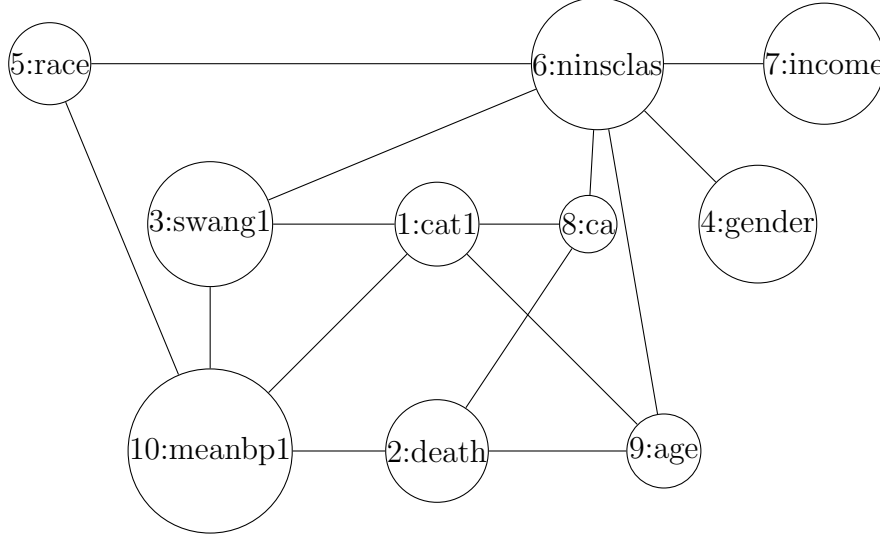 5:race
6:ninsclas
7:income
3:swang1
1:cat1
8:ca
4:gender
10:meanbp1
2:death
9:age